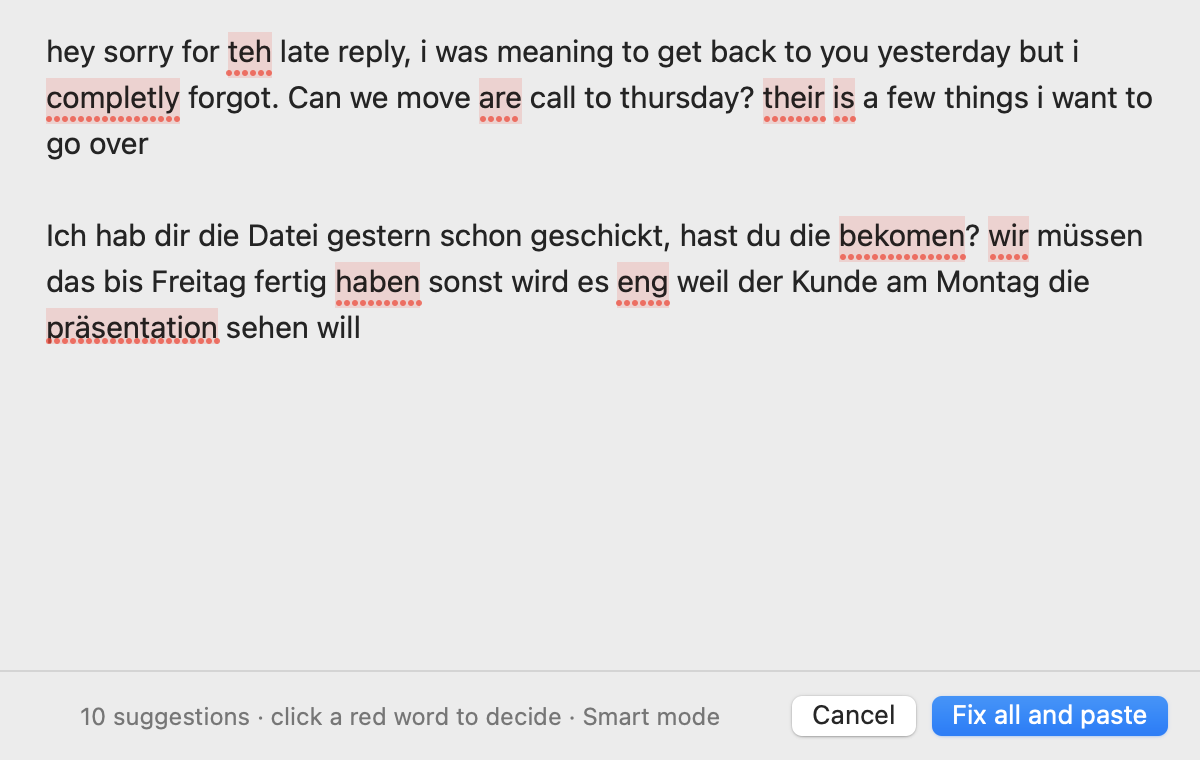 hey sorry for teh late reply, i was meaning to get back to you yesterday but i
completly forgot. Can we move are call to thursday? their is a few things i want to
go over
Ich hab dir die Datei gestern schon geschickt, hast du die bekomen? wir müssen
das bis Freitag fertig haben sonst wird es eng weil der Kunde am Montag die
präsentation sehen will
10 suggestions · click a red word to decide · Smart mode
Cancel
Fix all and paste